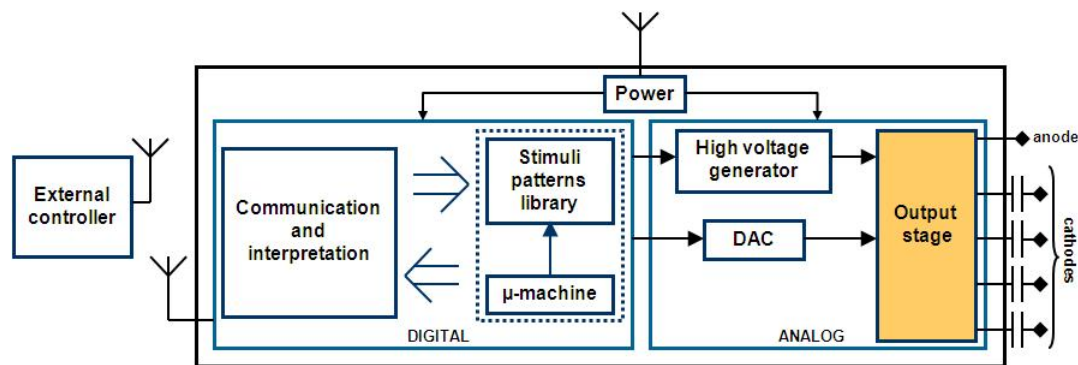 Power
External
controller
Communication
and
interpretation
Stimuli
patterns
library
µ-machine
DIGITAL
High voltage
generator
DAC
Output
stage
ANALOG
anode
cathodes